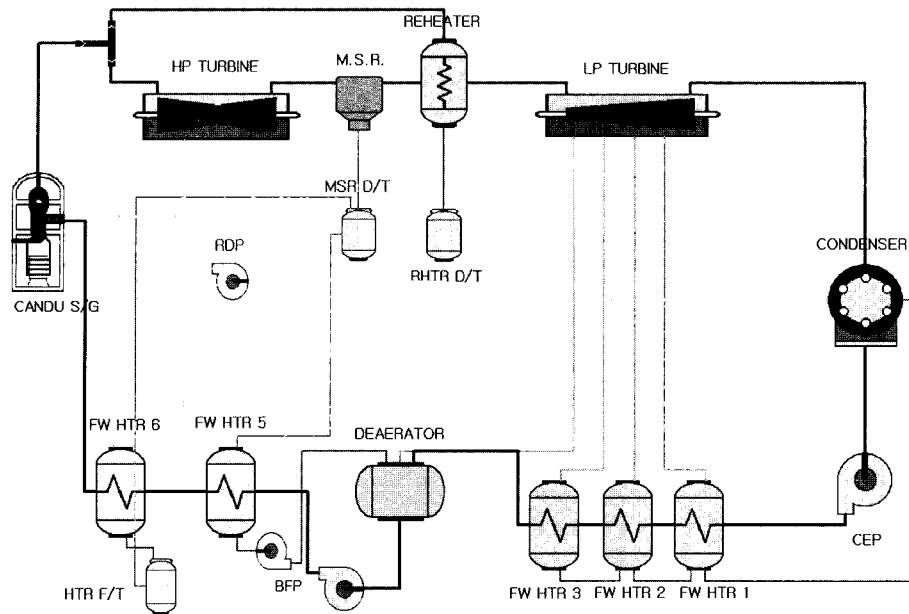 REHEATER
HP TURBINE
M.S.R.
LP TURBINE
MSR D/T
RDP
RHTR D/T
CONDENSER
CANDU S/G
FW HTR 6
FW HTR 5
DEAERATOR
CEP
BFP
HTR F/T
FW HTR 3
FW HTR 2
FW HTR 1